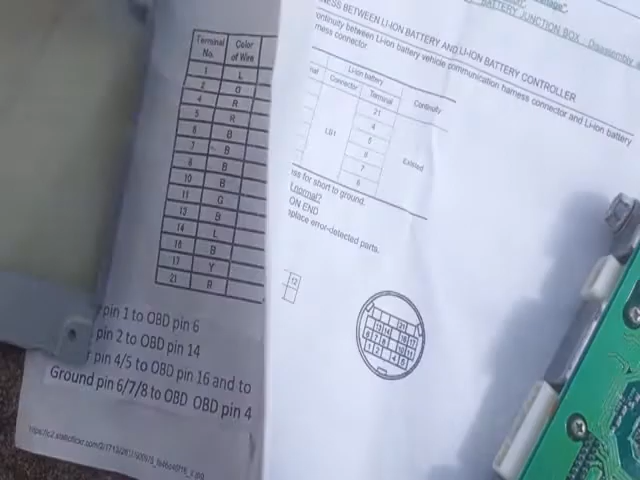 BATTERY JUNCTION BOX - Disassembly
NESS BETWEEN LI-ION BATTERY AND LI-ION BATTERY CONTROLLER
ontinuity between Li-ion battery vehicle communication harness connector and Li-ion battery
rness connector.
Li-ion battery
Continuity
Connector Terminal
21
4
5
6
7
8
LB1
Existed
ss for short to ground.
normal?
ON END
eplace error-detected parts.
12
21
Terminal No. Color of Wire
1 L
2 G
4 R
5 R
6 B
7 B
8 B
10 B
11 G
13 B
14 L
16 B
17 Y
21 R
pin 1 to OBD pin 6
pin 2 to OBD pin 14
pin 4/5 to OBD pin 16 and to
Ground pin 6/7/8 to OBD OBD pin 4